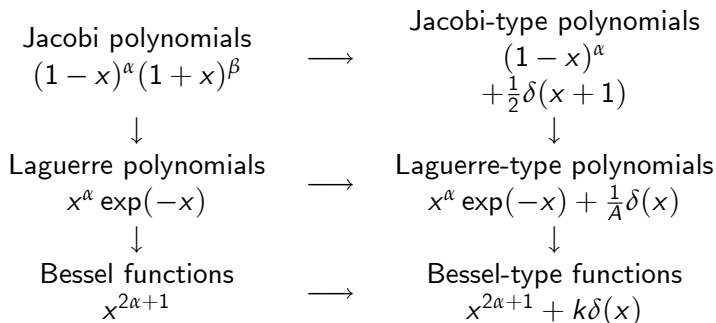 Jacobi polynomials
(1 − x)^α(1 + x)^β
⟶
Jacobi-type polynomials
(1 − x)^α
+½δ(x + 1)
↓ ↓
Laguerre polynomials
x^α exp(−x)
⟶
Laguerre-type polynomials
x^α exp(−x) + 1/A δ(x)
↓ ↓
Bessel functions
x^{2α+1}
⟶
Bessel-type functions
x^{2α+1} + kδ(x)